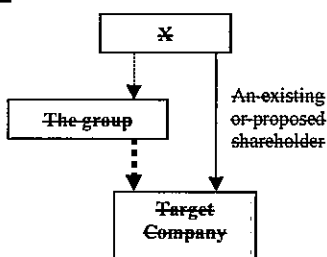 X
The group
An existing
or proposed
shareholder
Target
Company